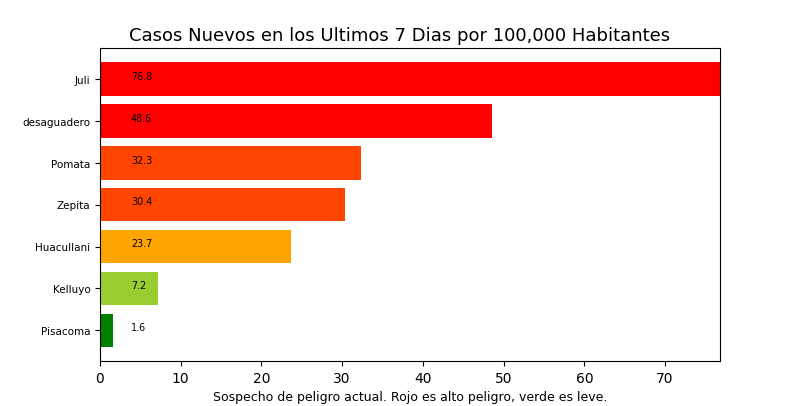 Casos Nuevos en los Ultimos 7 Dias por 100,000 Habitantes
Juli 76.8
desaguadero 48.6
Pomata 32.3
Zepita 30.4
Huacullani 23.7
Kelluyo 7.2
Pisacoma 1.6
0 10 20 30 40 50 60 70
Sospecho de peligro actual. Rojo es alto peligro, verde es leve.